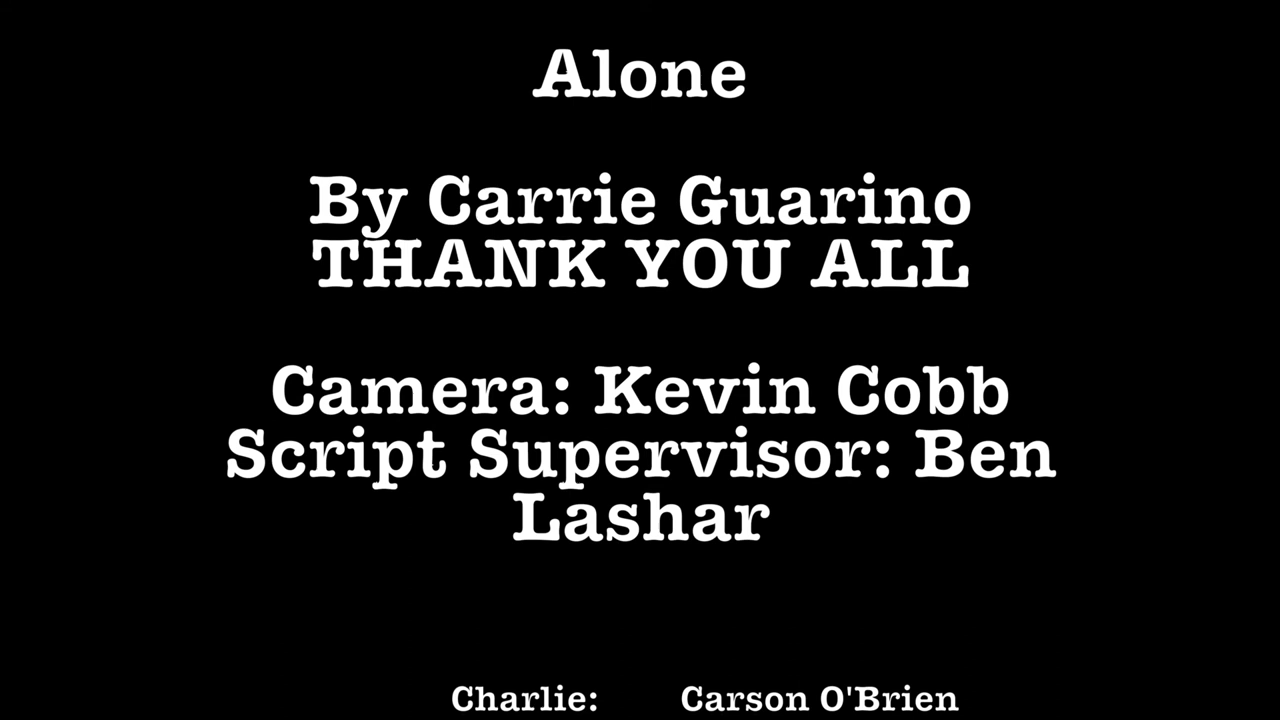 Alone
By Carrie Guarino
THANK YOU ALL
Camera: Kevin Cobb
Script Supervisor: Ben
Lashar
Charlie: Carson O'Brien